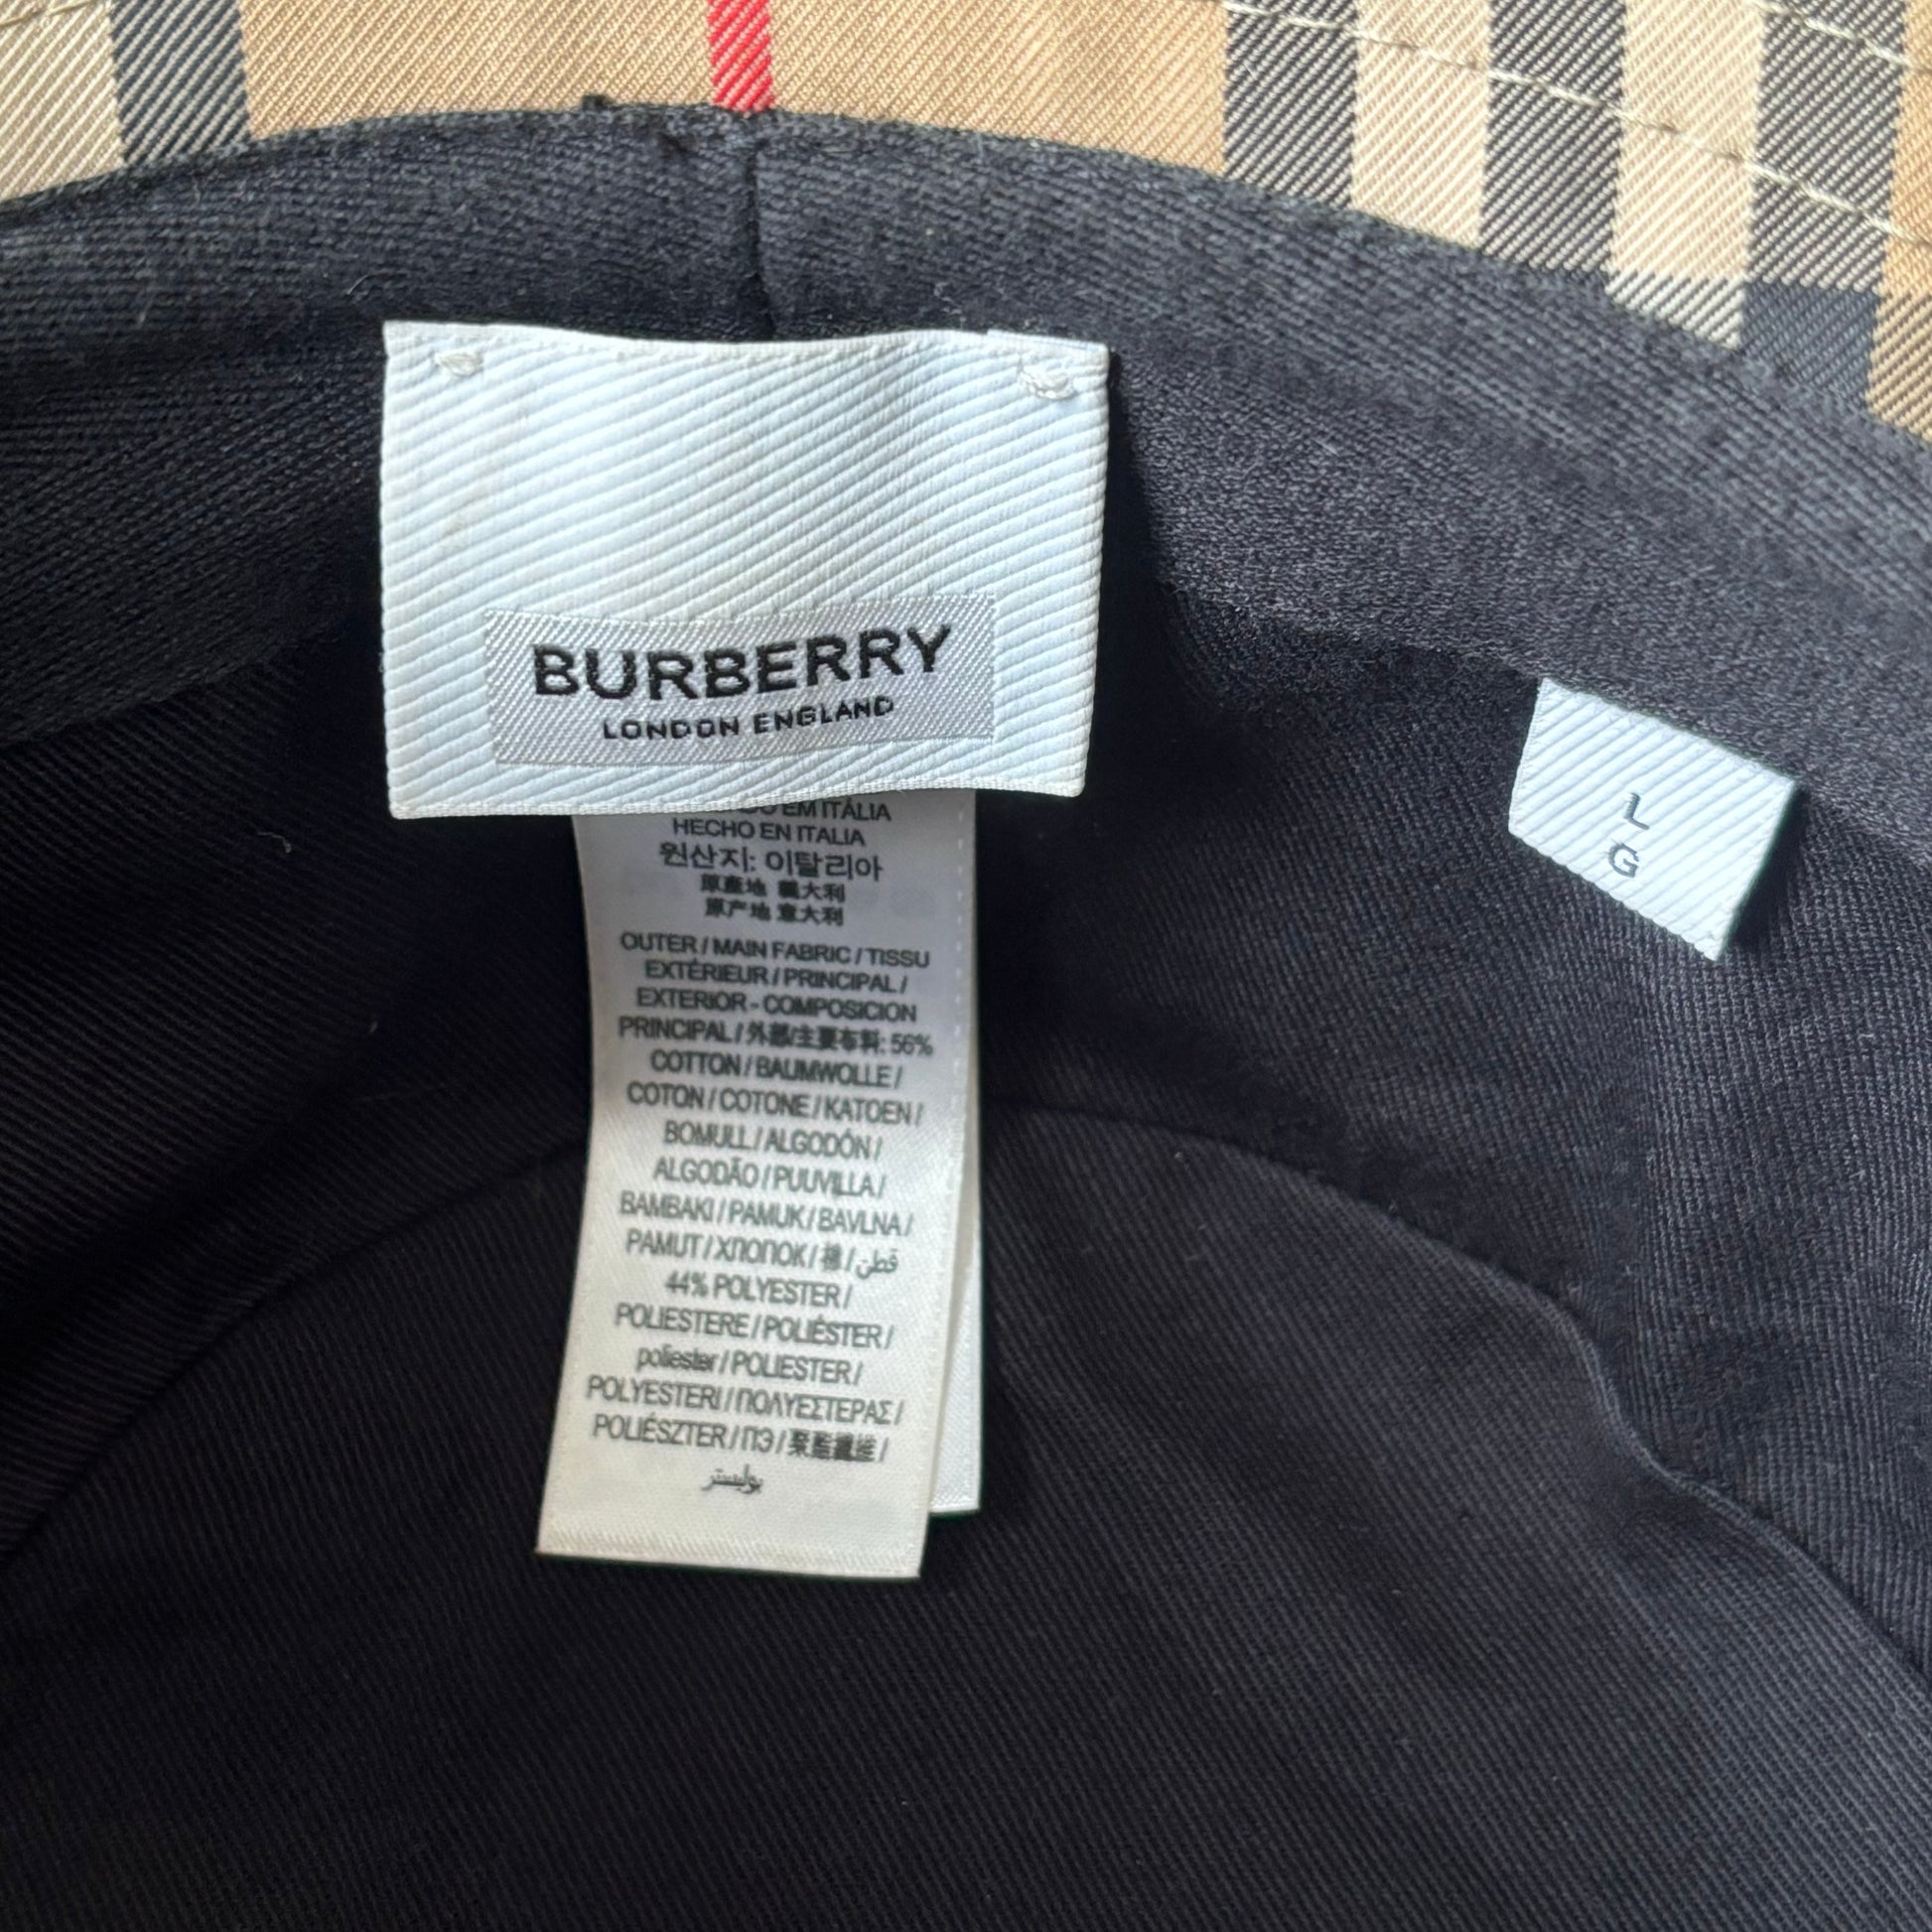 BURBERRY
LONDON ENGLAND
L
G
EM ITÁLIA
HECHO EN ITALIA
원산지: 이탈리아
原產地 義大利
原产地 意大利
OUTER / MAIN FABRIC / TISSU
EXTÉRIEUR / PRINCIPAL /
EXTERIOR - COMPOSICION
PRINCIPAL / 外部/主要布料: 56%
COTTON / BAUMWOLLE /
COTON / COTONE / KATOEN /
BOMULL / ALGODÓN /
ALGODÃO / PUUVILLA /
BAMBAKI / PAMUK / BAVLNA /
PAMUT / ХЛОПОК / 棉 / قطن
44% POLYESTER /
POLIESTERE / POLIÉSTER /
poliester / POLIESTER /
POLYESTERI / ΠΟΛΥΕΣΤΕΡΑΣ /
POLIÉSZTER / ПЭ / 聚酯纖維 /
بوليستر